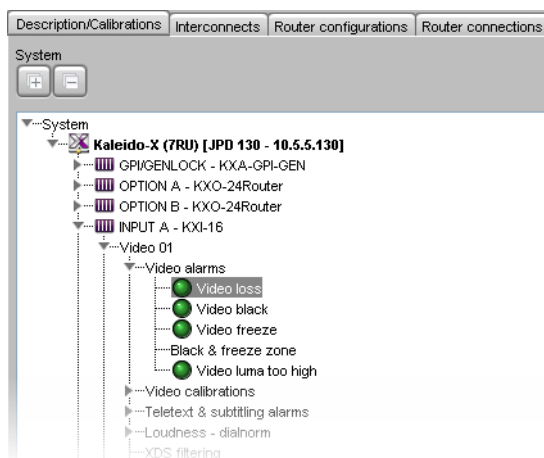 Description/Calibrations Interconnects Router configurations Router connections
System
System
Kaleido-X (7RU) [JPD 130 - 10.5.5.130]
GPI/GENLOCK - KXA-GPI-GEN
OPTION A - KXO-24Router
OPTION B - KXO-24Router
INPUT A - KXI-16
Video 01
Video alarms
Video loss
Video black
Video freeze
Black & freeze zone
Video luma too high
Video calibrations
Teletext & subtitling alarms
Loudness - dialnorm
XDS filtering